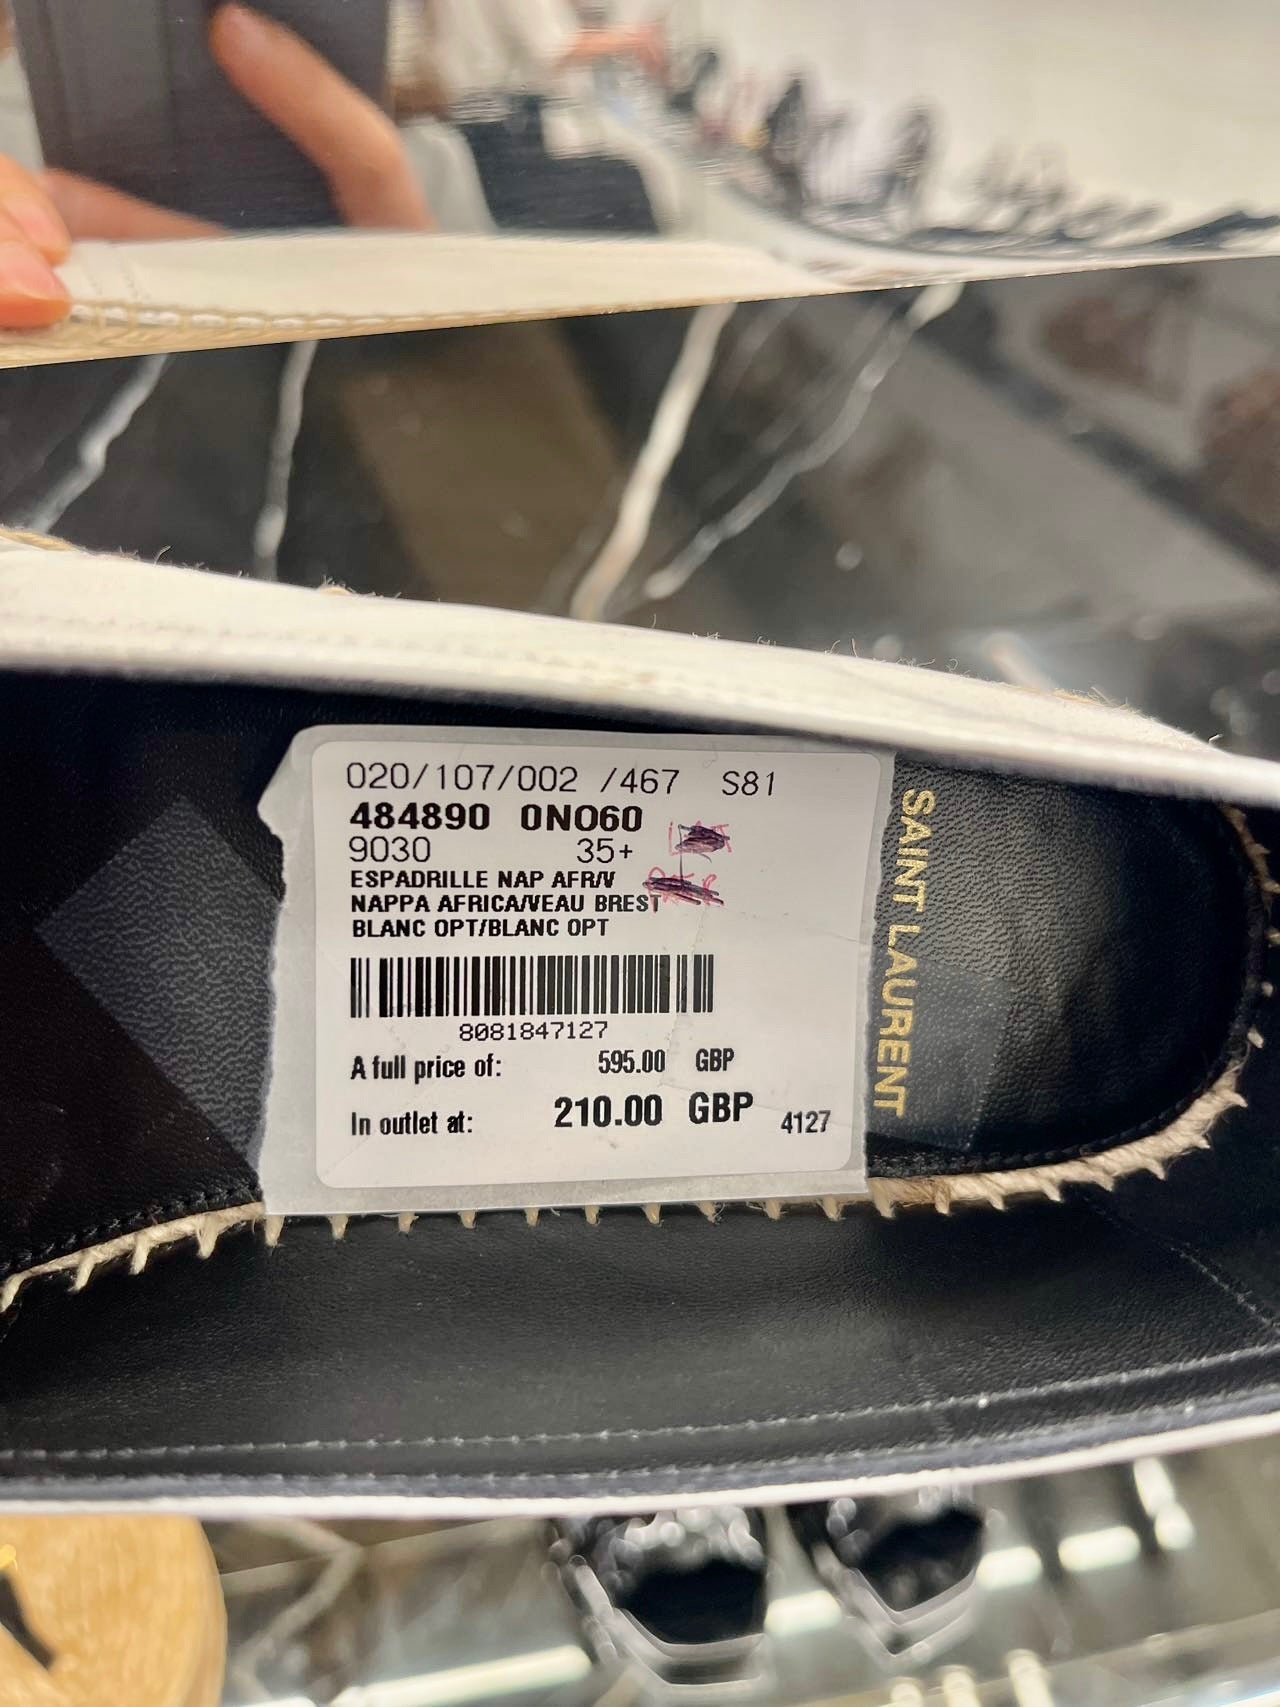 020/107/002 /467 S81
484890 0NO60
9030 35+
ESPADRILLE NAP AFR/V
NAPPA AFRICA/VEAU BREST
BLANC OPT/BLANC OPT
8081847127
A full price of: 595.00 GBP
In outlet at: 210.00 GBP 4127
SAINT LAURENT